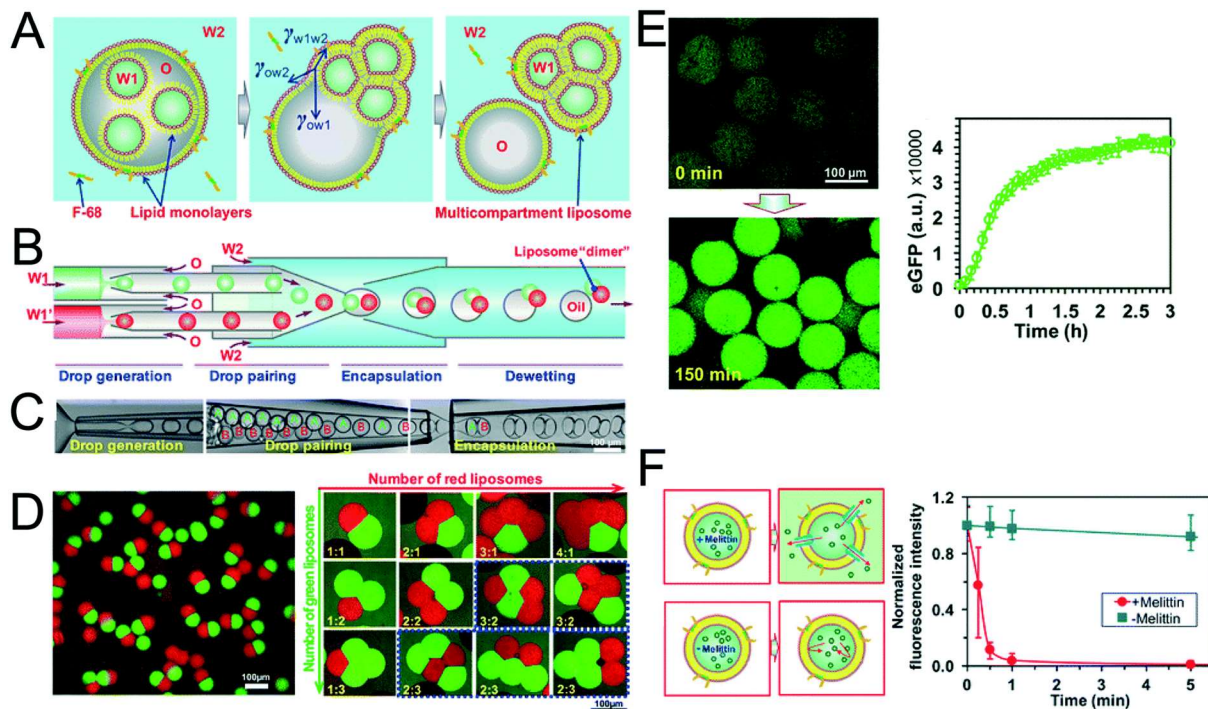 A
W2
W1
O
F-68
Lipid monolayers
γw1w2
γow2
γow1
O
W2
W1
O
Multicompartment liposome
B
W1
W1'
O
O
O
W2
W2
Liposome "dimer"
Oil
Drop generation
Drop pairing
Encapsulation
Dewetting
C
B B B B B B B B B
B
Drop generation
Drop pairing
Encapsulation
100 µm
D
100µm
Number of red liposomes
Number of green liposomes
1:1 2:1 3:1 4:1
1:2 2:2 3:2 3:2
1:3 2:3 2:3 2:3
100µm
E
0 min
100 µm
150 min
eGFP (a.u.) ×10000
4
3
2
1
0
0 0.5 1 1.5 2 2.5 3
Time (h)
F
+Melittin
-Melittin
Normalized
fluorescence intensity
1.2
0.8
0.4
0.0
+Melittin
-Melittin
0 1 2 3 4 5
Time (min)